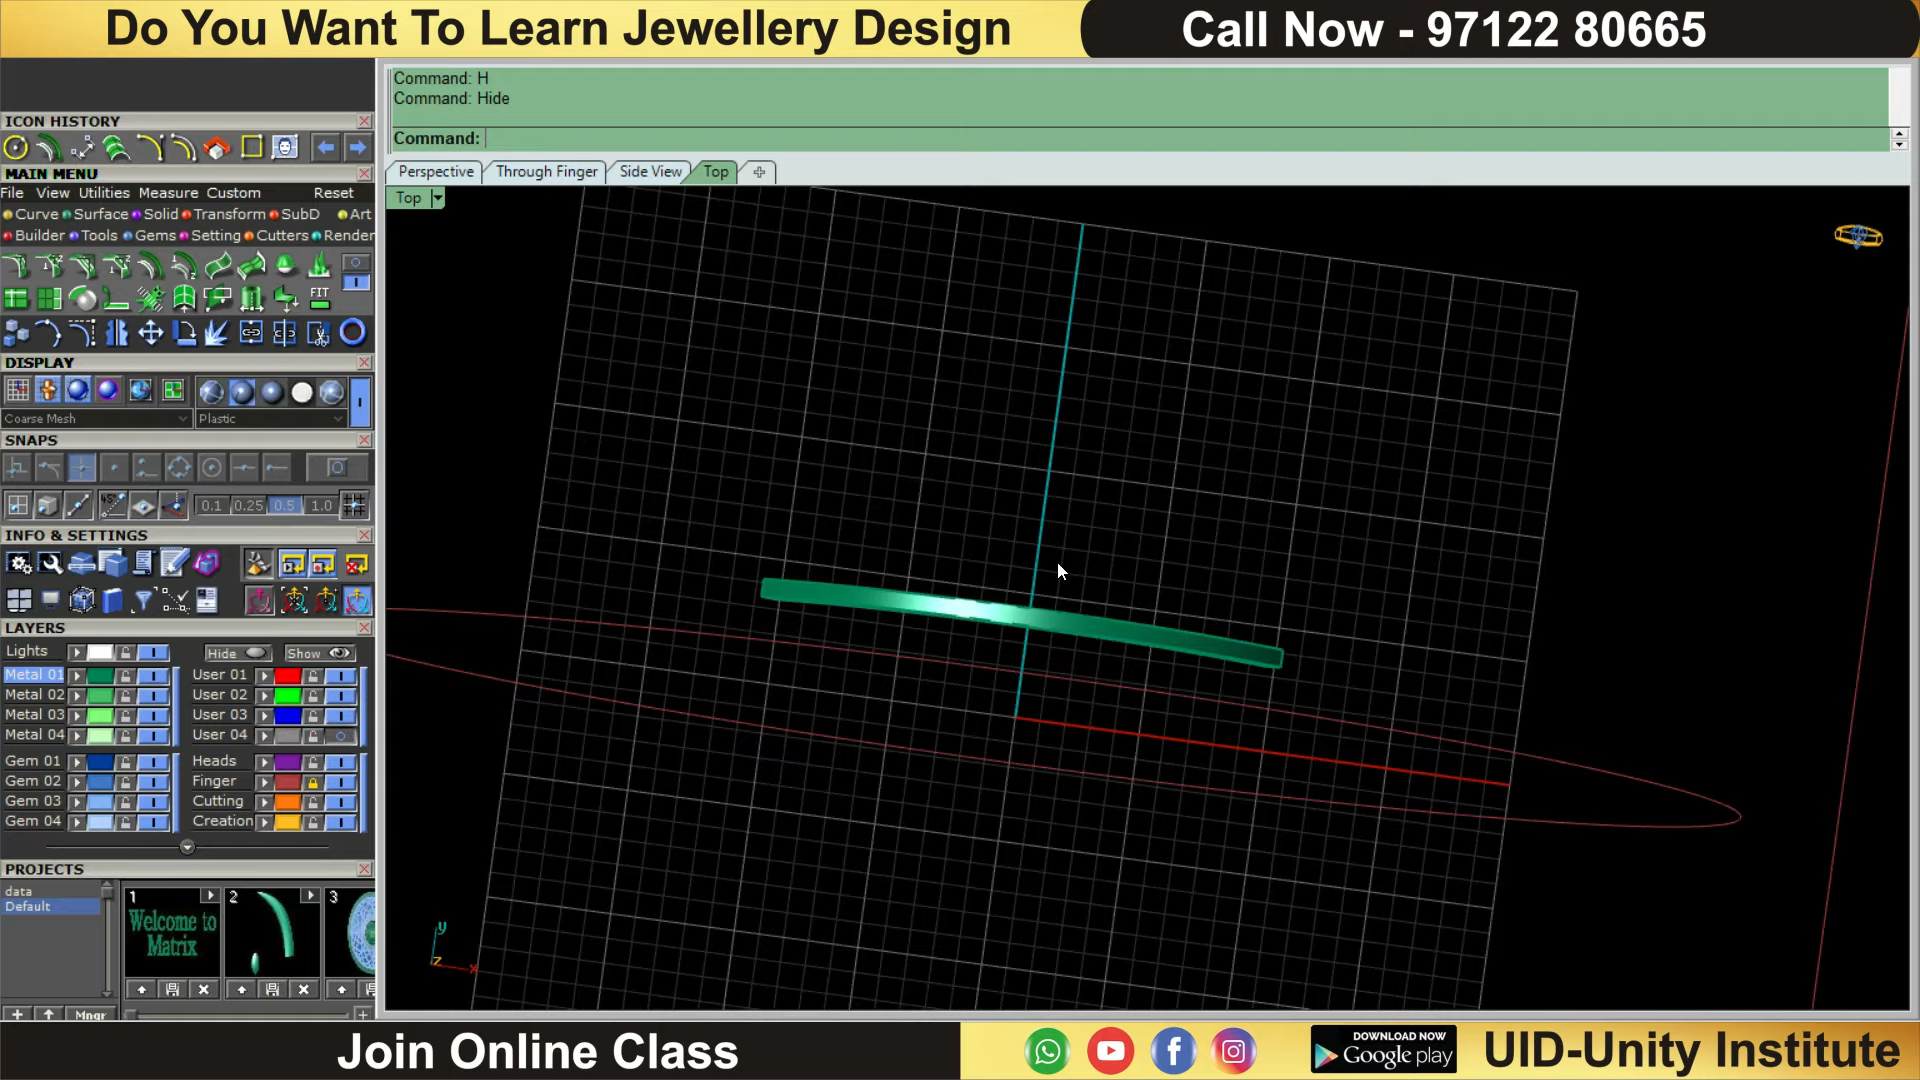 Do You Want To Learn Jewellery Design
Call Now - 97122 80665
Command: H
Command: Hide
Command:
ICON HISTORY
MAIN MENU
File View Utilities Measure Custom Reset
Curve Surface Solid Transform SubD Art
Builder Tools Gems Setting Cutters Render
FIT
DISPLAY
Coarse Mesh Plastic
SNAPS
45°
0.1 0.25 0.5 1.0
INFO & SETTINGS
LAYERS
Lights Hide Show
Metal 01 User 01
Metal 02 User 02
Metal 03 User 03
Metal 04 User 04
Gem 01 Heads
Gem 02 Finger
Gem 03 Cutting
Gem 04 Creation
PROJECTS
data
Default
1 2 3
Welcome to
Matrix
Mngr
Perspective Through Finger Side View Top
Top
y
z x
Join Online Class
DOWNLOAD NOW
Google play
UID-Unity Institute